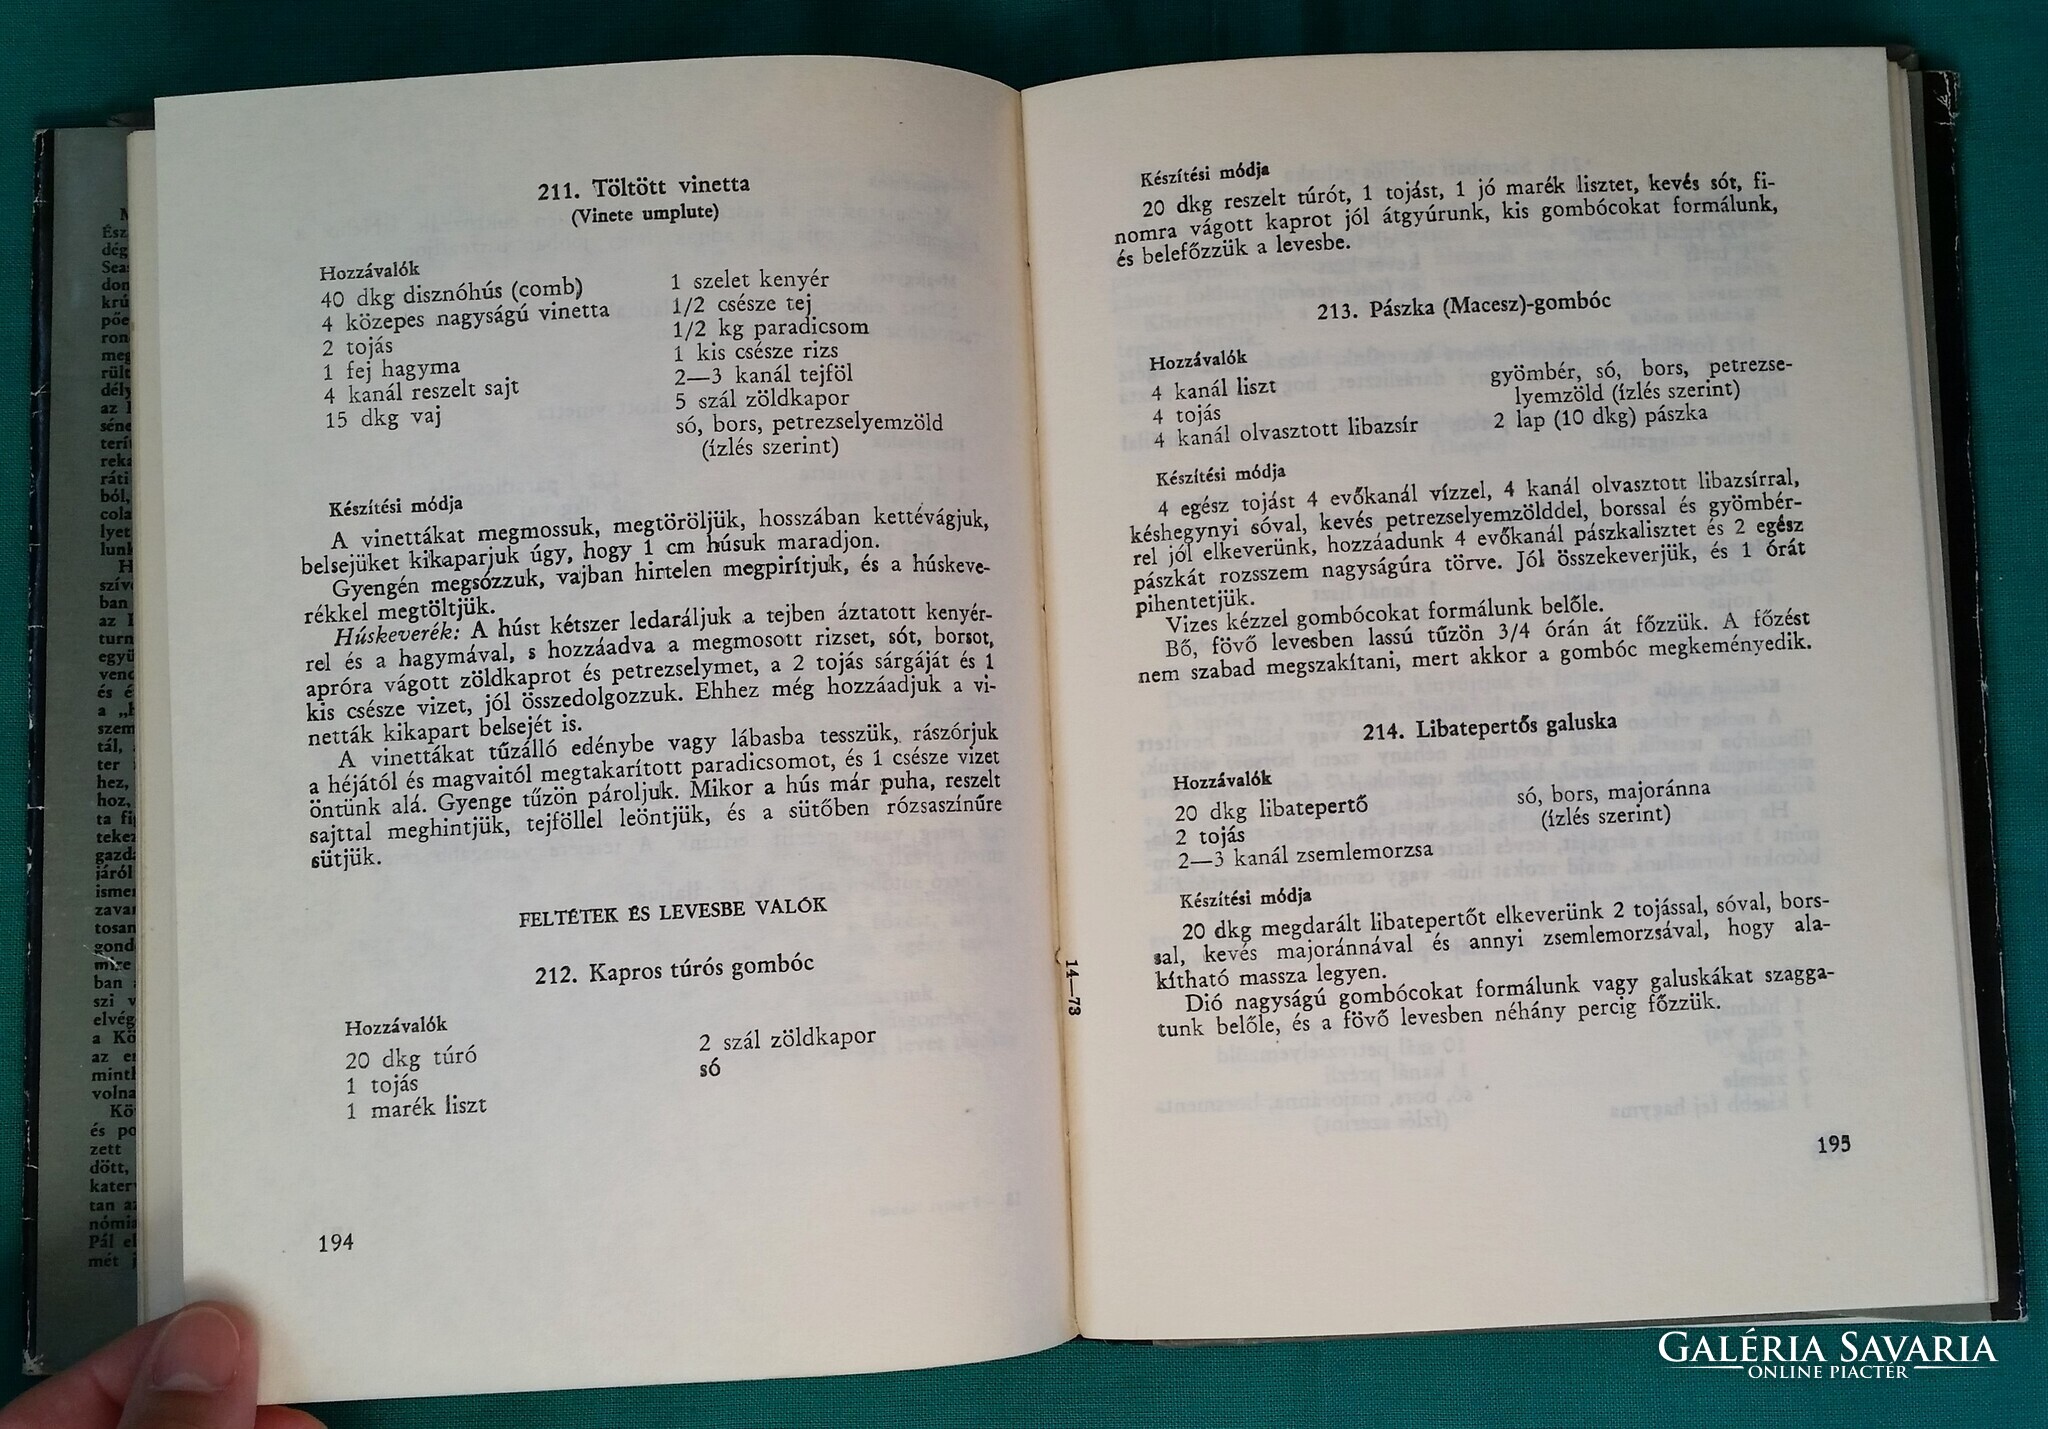 211. Töltött vinetta
(Vinete umplute)
Hozzávalók
40 dkg disznóhús (comb)
4 közepes nagyságú vinetta
2 tojás
1 fej hagyma
4 kanál reszelt sajt
15 dkg vaj
1 szelet kenyér
1/2 csésze tej
1/2 kg paradicsom
1 kis csésze rizs
2—3 kanál tejföl
5 szál zöldkapor
só, bors, petrezselyemzöld
(ízlés szerint)
Készítési módja
A vinettákat megmossuk, megtöröljük, hosszában kettévágjuk,
belsejüket kikaparjuk úgy, hogy 1 cm húsuk maradjon.
Gyengén megsózzuk, vajban hirtelen megpirítjuk, és a húskeve-
rékkel megtöltjük.
Húskeverék: A húst kétszer ledaráljuk a tejben áztatott kenyér-
rel és a hagymával, s hozzáadva a megmosott rizset, sót, borsot,
apróra vágott zöldkaprot és petrezselymet, a 2 tojás sárgáját és 1
kis csésze vizet, jól összedolgozzuk. Ehhez még hozzáadjuk a vi-
netták kikapart belsejét is.
A vinettákat tűzálló edénybe vagy lábasba tesszük, rászórjuk
a héjától és magvaitól megtakarított paradicsomot, és 1 csésze vizet
öntünk alá. Gyenge tűzön pároljuk. Mikor a hús már puha, reszelt
sajttal meghintjük, tejföllel leöntjük, és a sütőben rózsaszínűre
sütjük.
FELTÉTEK ÉS LEVESBE VALÓK
212. Kapros túrós gombóc
Hozzávalók
20 dkg túró
1 tojás
1 marék liszt
2 szál zöldkapor
só
194
Készítési módja
20 dkg reszelt túrót, 1 tojást, 1 jó marék lisztet, kevés sót, fi-
nomra vágott kaprot jól átgyúrunk, kis gombócokat formálunk,
és belefőzzük a levesbe.
213. Pászka (Macesz)-gombóc
Hozzávalók
4 kanál liszt
4 tojás
4 kanál olvasztott libazsír
gyömbér, só, bors, petrezse-
lyemzöld (ízlés szerint)
2 lap (10 dkg) pászka
Készítési módja
4 egész tojást 4 evőkanál vízzel, 4 kanál olvasztott libazsírral,
késhegynyi sóval, kevés petrezselyemzölddel, borssal és gyömbér-
rel jól elkeverünk, hozzáadunk 4 evőkanál pászkalisztet és 2 egész
pászkát rozsszem nagyságúra törve. Jól összekeverjük, és 1 órát
pihentetjük.
Vizes kézzel gombócokat formálunk belőle.
Bő, fövő levesben lassú tűzön 3/4 órán át főzzük. A főzést
nem szabad megszakítani, mert akkor a gombóc megkeményedik.
214. Libatepertős galuska
Hozzávalók
20 dkg libatepertő
2 tojás
2—3 kanál zsemlemorzsa
só, bors, majoránna
(ízlés szerint)
Készítési módja
20 dkg megdarált libatepertőt elkeverünk 2 tojással, sóval, bors-
sal, kevés majoránnával és annyi zsemlemorzsával, hogy ala-
kítható massza legyen.
Dió nagyságú gombócokat formálunk vagy galuskákat szagga-
tunk belőle, és a fövő levesben néhány percig főzzük.
14—73
195
GALÉRIA SAVARIA
ONLINE PIACTÉR